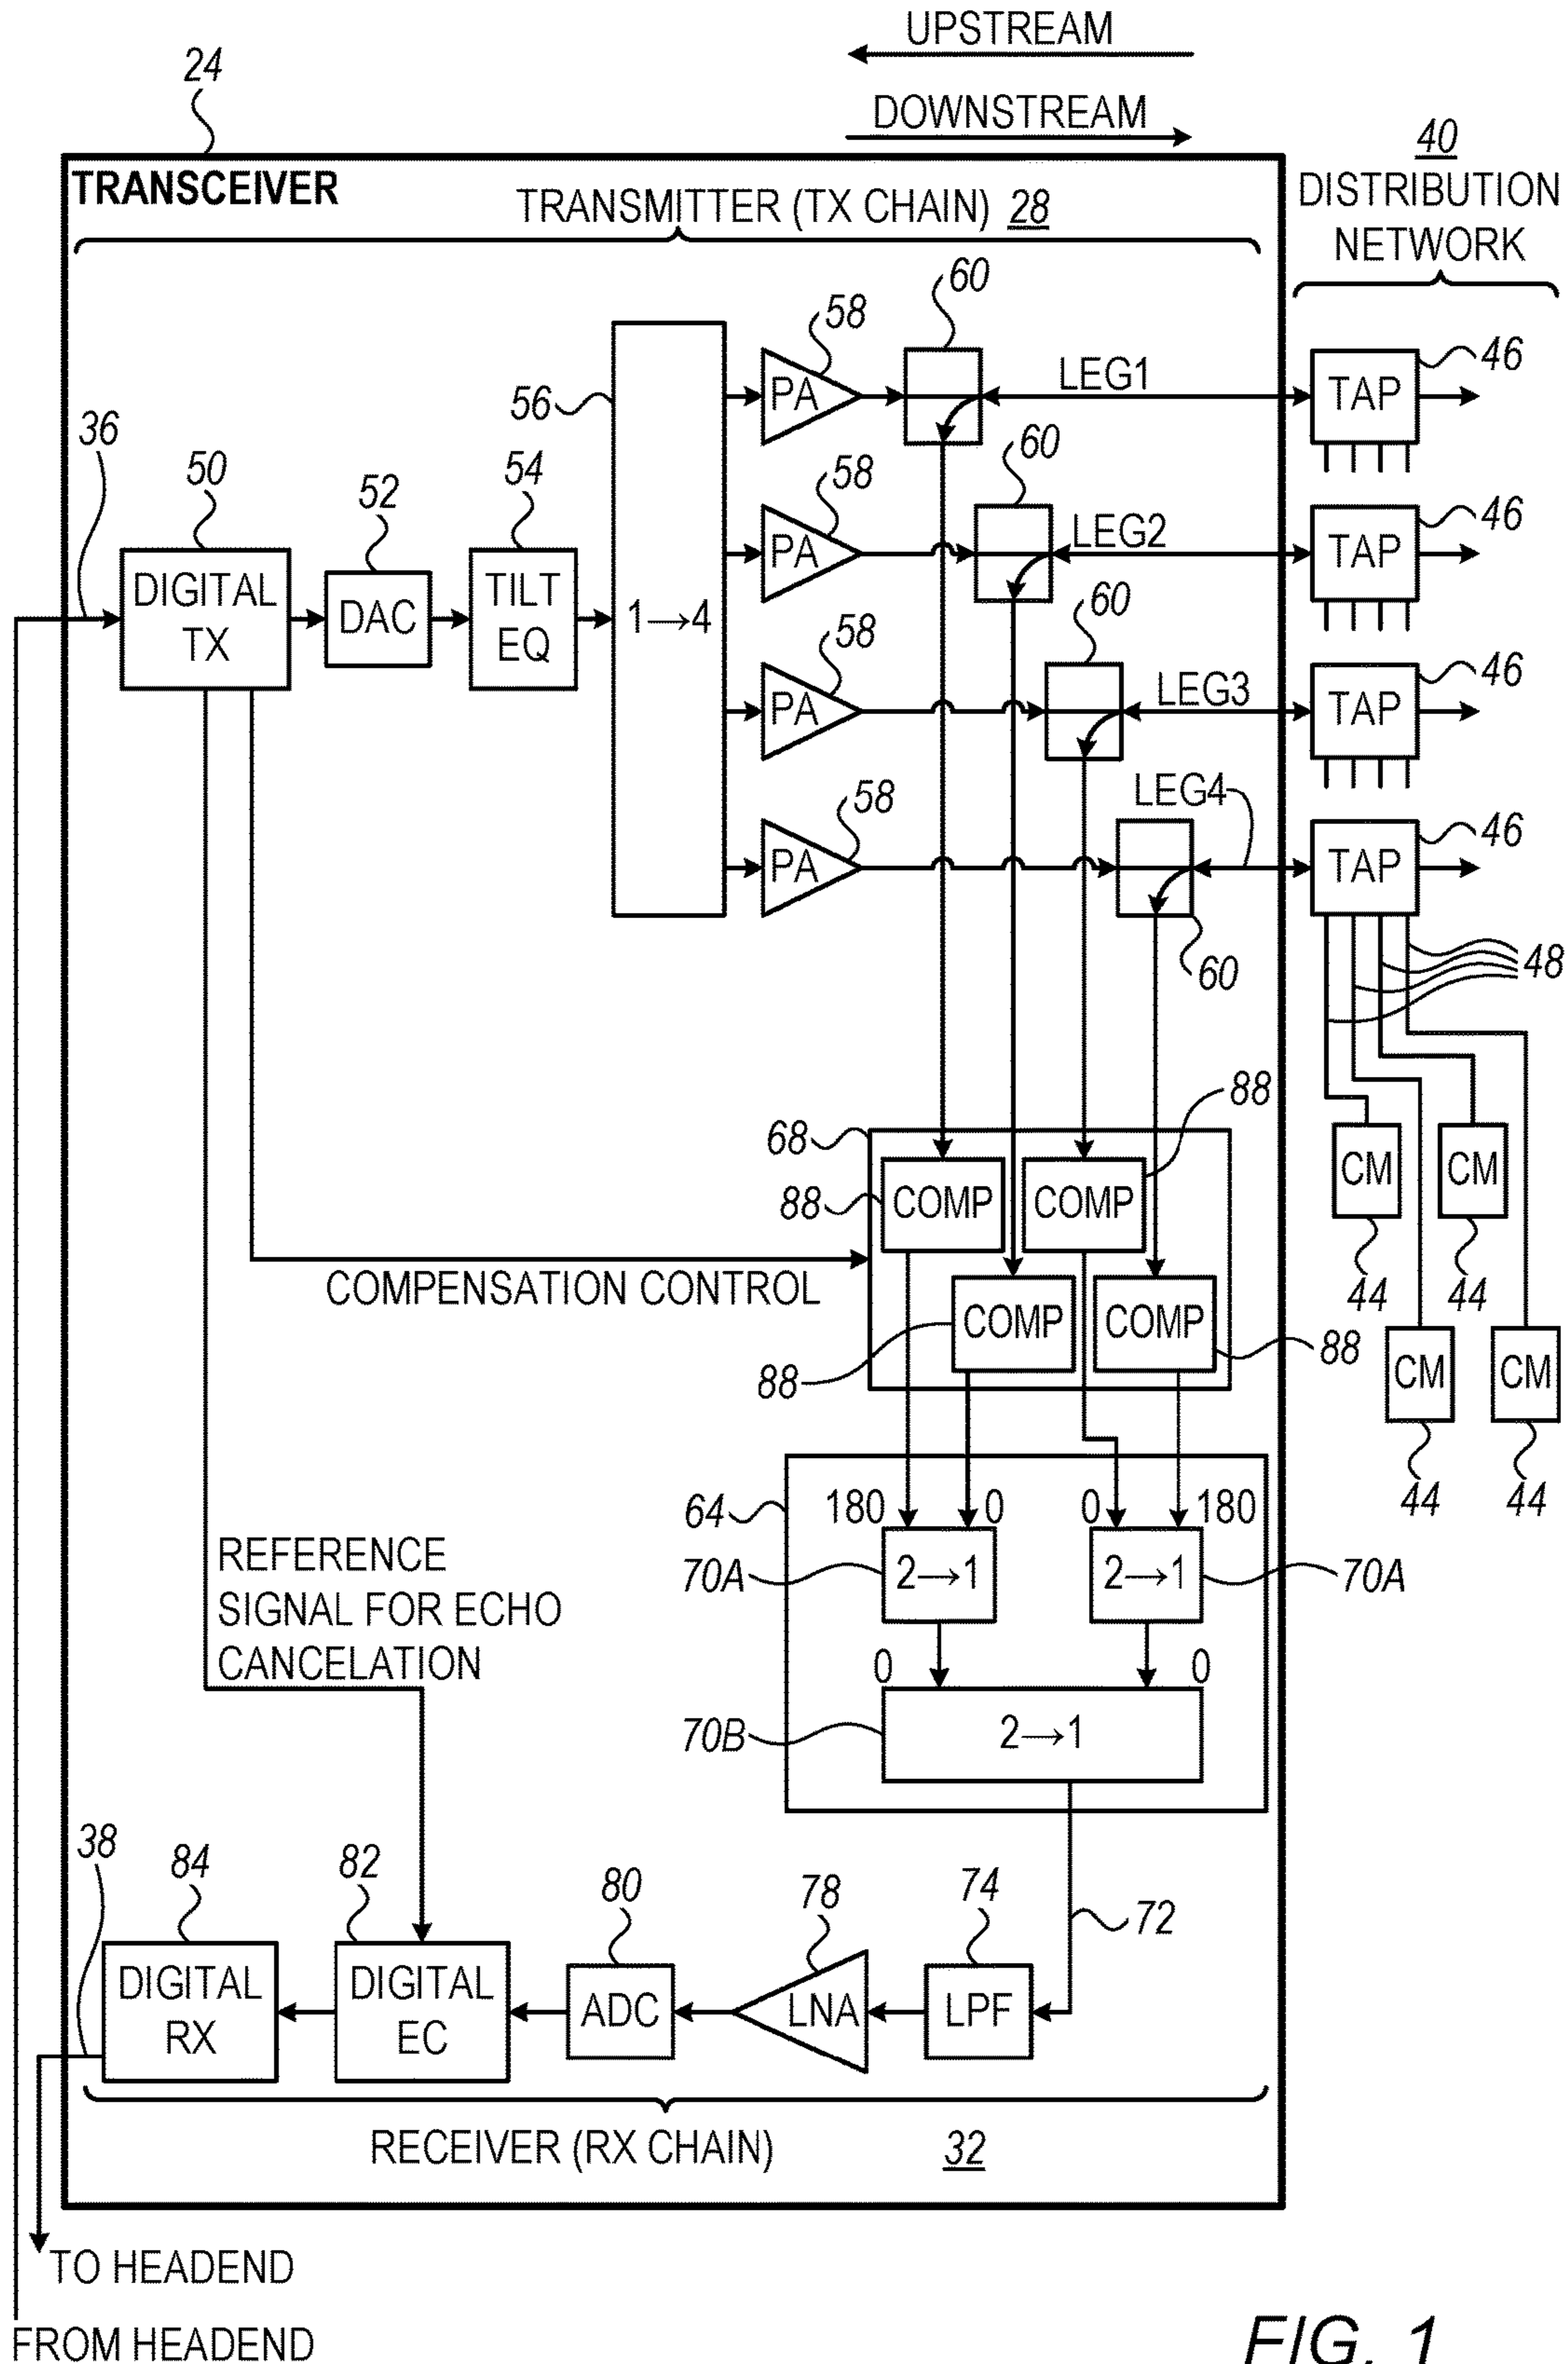 UPSTREAM
DOWNSTREAM
24
40
DISTRIBUTION
NETWORK
TRANSCEIVER
TRANSMITTER (TX CHAIN) 28
60
58
LEG1
46
TAP
PA
56
36
50
52
54
60
58
LEG2
46
TAP
PA
DIGITAL
TX
DAC
TILT
EQ
1→4
60
58
LEG3
46
TAP
PA
LEG4
58
46
TAP
PA
60
48
88
68
88
COMP
COMP
CM
CM
44
44
COMPENSATION CONTROL
COMP
COMP
88
88
CM
CM
44
44
64
180
0
0
180
70A
2→1
2→1
70A
REFERENCE
SIGNAL FOR ECHO
CANCELATION
0
0
70B
2→1
38
84
82
80
78
74
72
DIGITAL
RX
DIGITAL
EC
ADC
LNA
LPF
RECEIVER (RX CHAIN)
32
TO HEADEND
FROM HEADEND
FIG. 1